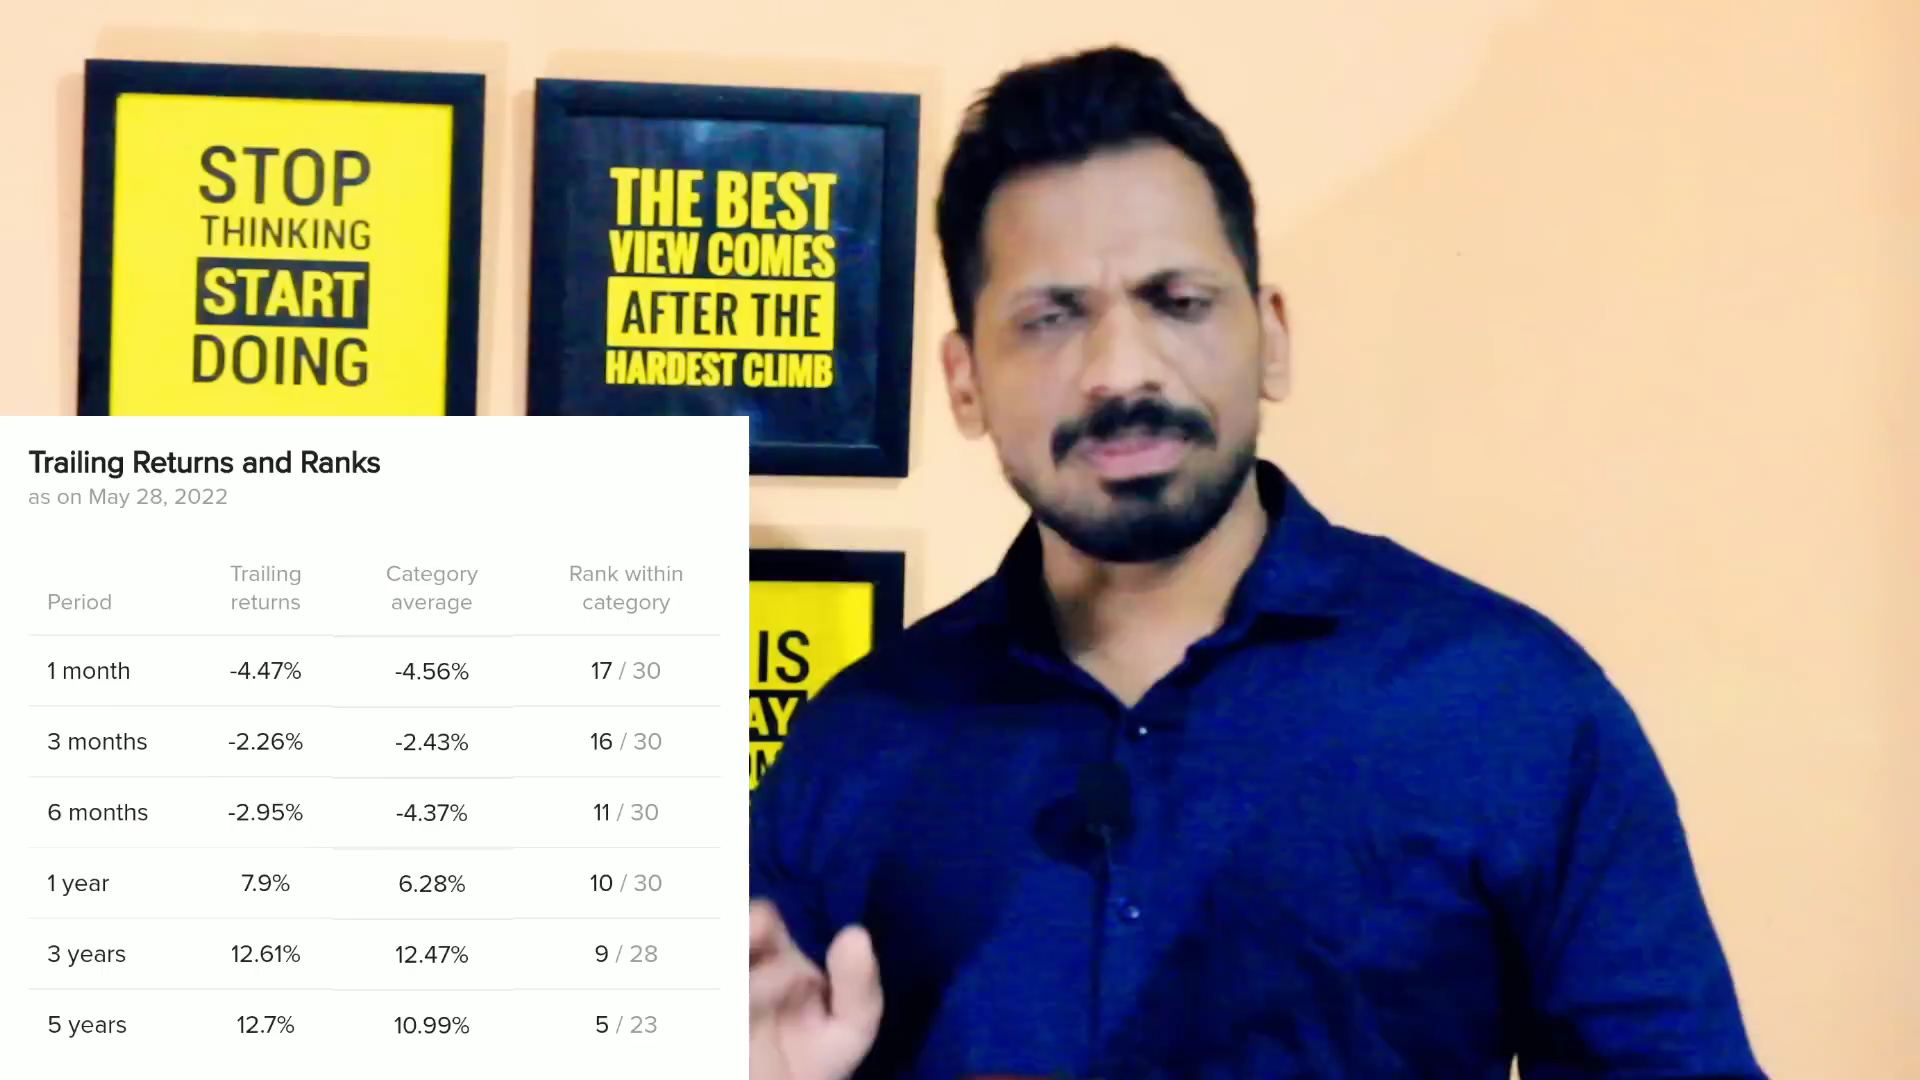 STOP
THINKING
START
DOING
THE BEST
VIEW COMES
AFTER THE
HARDEST CLIMB
IS
Trailing Returns and Ranks
as on May 28, 2022
Period Trailing returns Category average Rank within category
1 month -4.47% -4.56% 17 / 30
3 months -2.26% -2.43% 16 / 30
6 months -2.95% -4.37% 11 / 30
1 year 7.9% 6.28% 10 / 30
3 years 12.61% 12.47% 9 / 28
5 years 12.7% 10.99% 5 / 23